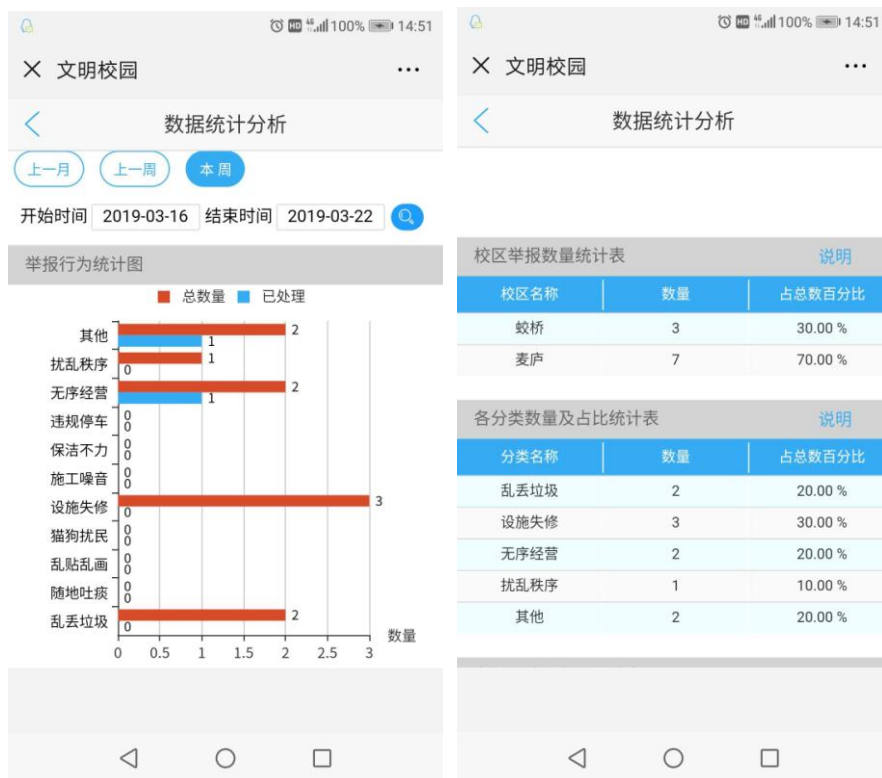 HD 46 100% 14:51
文明校园
数据统计分析
上一月 上一周 本周
开始时间 2019-03-16 结束时间 2019-03-22
举报行为统计图
总数量 已处理
其他 2 1
扰乱秩序 1 0
无序经营 2 1
违规停车 0 0
保洁不力 0 0
施工噪音 0 0
设施失修 3 0
猫狗扰民 0 0
乱贴乱画 0 0
随地吐痰 0 0
乱丢垃圾 2 0
数量
0 0.5 1 1.5 2 2.5 3
HD 46 100% 14:51
文明校园
数据统计分析
校区举报数量统计表 说明
校区名称 数量 占总数百分比
蛟桥 3 30.00 %
麦庐 7 70.00 %
各分类数量及占比统计表 说明
分类名称 数量 占总数百分比
乱丢垃圾 2 20.00 %
设施失修 3 30.00 %
无序经营 2 20.00 %
扰乱秩序 1 10.00 %
其他 2 20.00 %